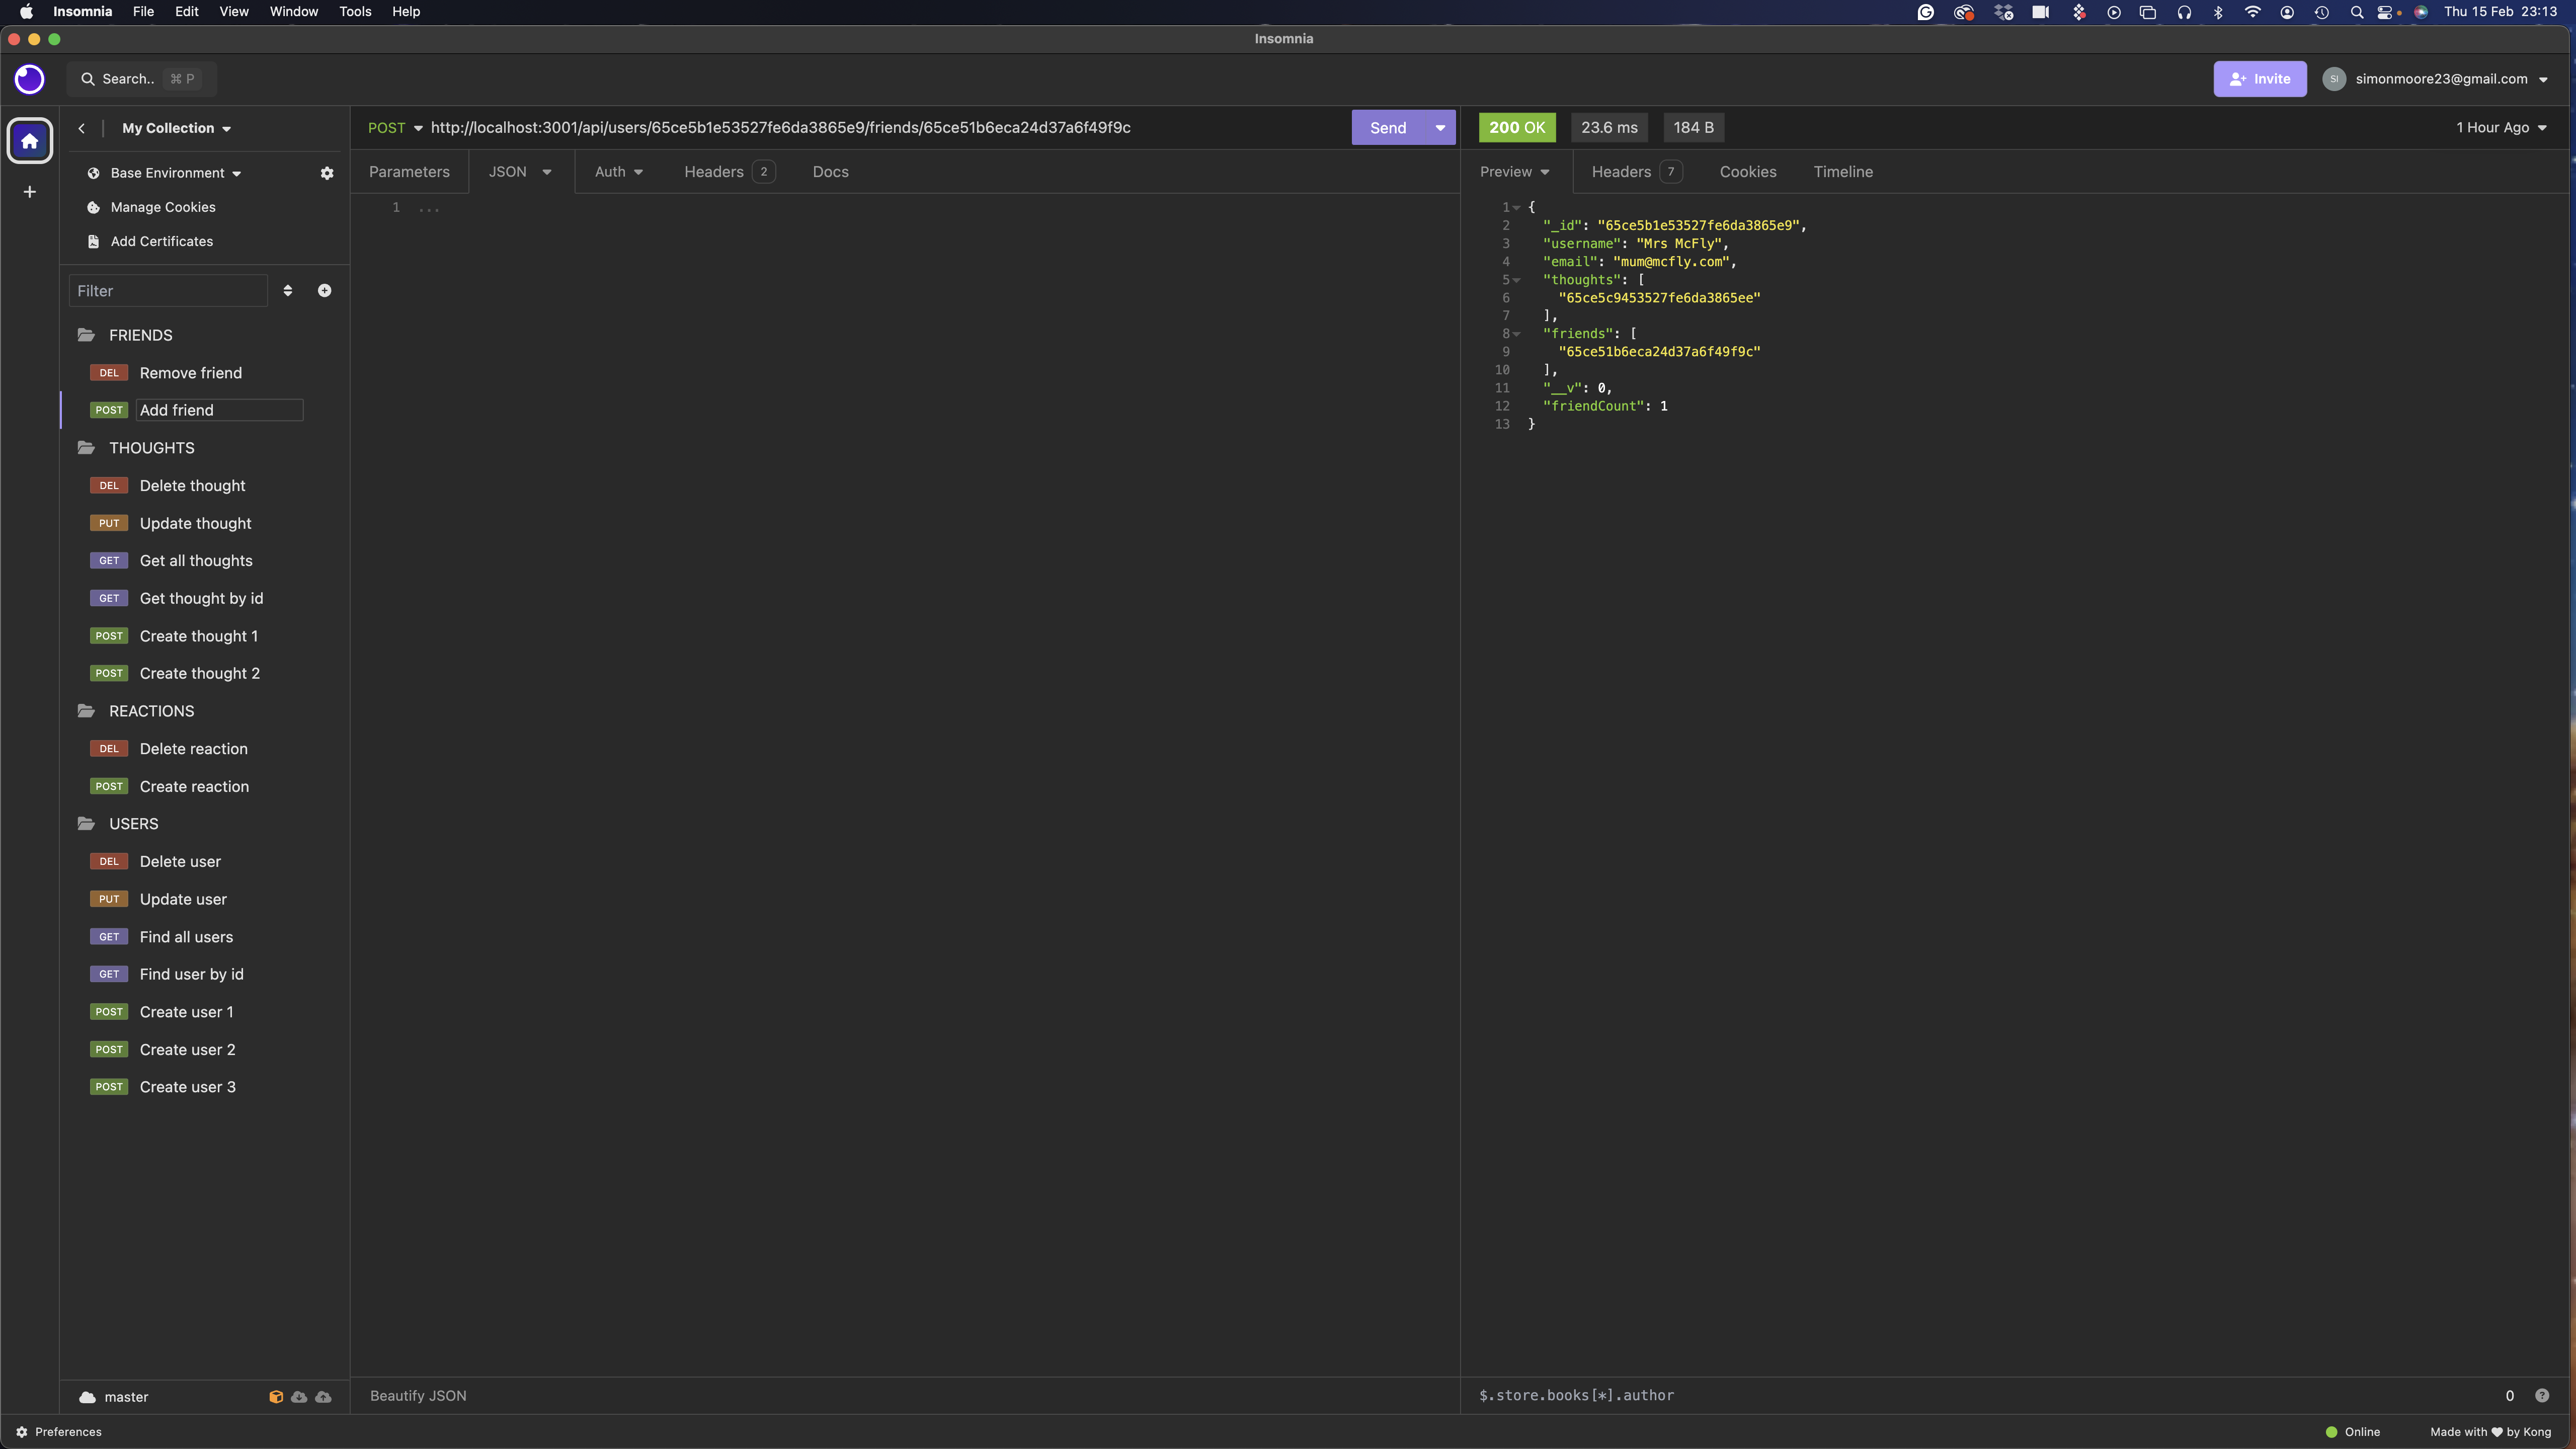 Insomnia File Edit View Window Tools Help Thu 15 Feb 23:13
Insomnia
Search.. ⌘ P Invite SI simonmoore23@gmail.com
My Collection
Base Environment
Manage Cookies
Add Certificates
Filter
FRIENDS
DEL Remove friend
POST Add friend
THOUGHTS
DEL Delete thought
PUT Update thought
GET Get all thoughts
GET Get thought by id
POST Create thought 1
POST Create thought 2
REACTIONS
DEL Delete reaction
POST Create reaction
USERS
DEL Delete user
PUT Update user
GET Find all users
GET Find user by id
POST Create user 1
POST Create user 2
POST Create user 3
master
POST http://localhost:3001/api/users/65ce5b1e53527fe6da3865e9/friends/65ce51b6eca24d37a6f49f9c Send
Parameters JSON Auth Headers 2 Docs
1 ...
Beautify JSON
200 OK 23.6 ms 184 B 1 Hour Ago
Preview Headers 7 Cookies Timeline
1 {
2 "_id": "65ce5b1e53527fe6da3865e9",
3 "username": "Mrs McFly",
4 "email": "mum@mcfly.com",
5 "thoughts": [
6 "65ce5c9453527fe6da3865ee"
7 ],
8 "friends": [
9 "65ce51b6eca24d37a6f49f9c"
10 ],
11 "__v": 0,
12 "friendCount": 1
13 }
$.store.books[*].author 0 ?
Preferences Online Made with ♥ by Kong